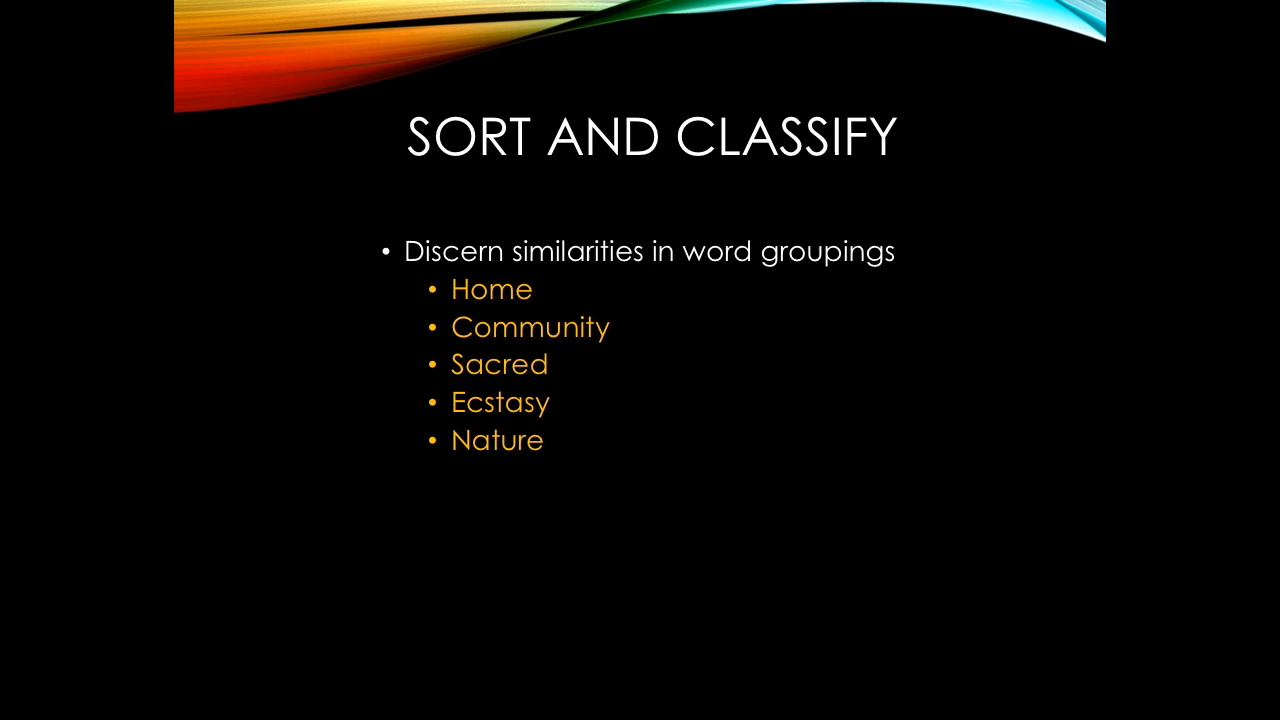 SORT AND CLASSIFY
• Discern similarities in word groupings
• Home
• Community
• Sacred
• Ecstasy
• Nature